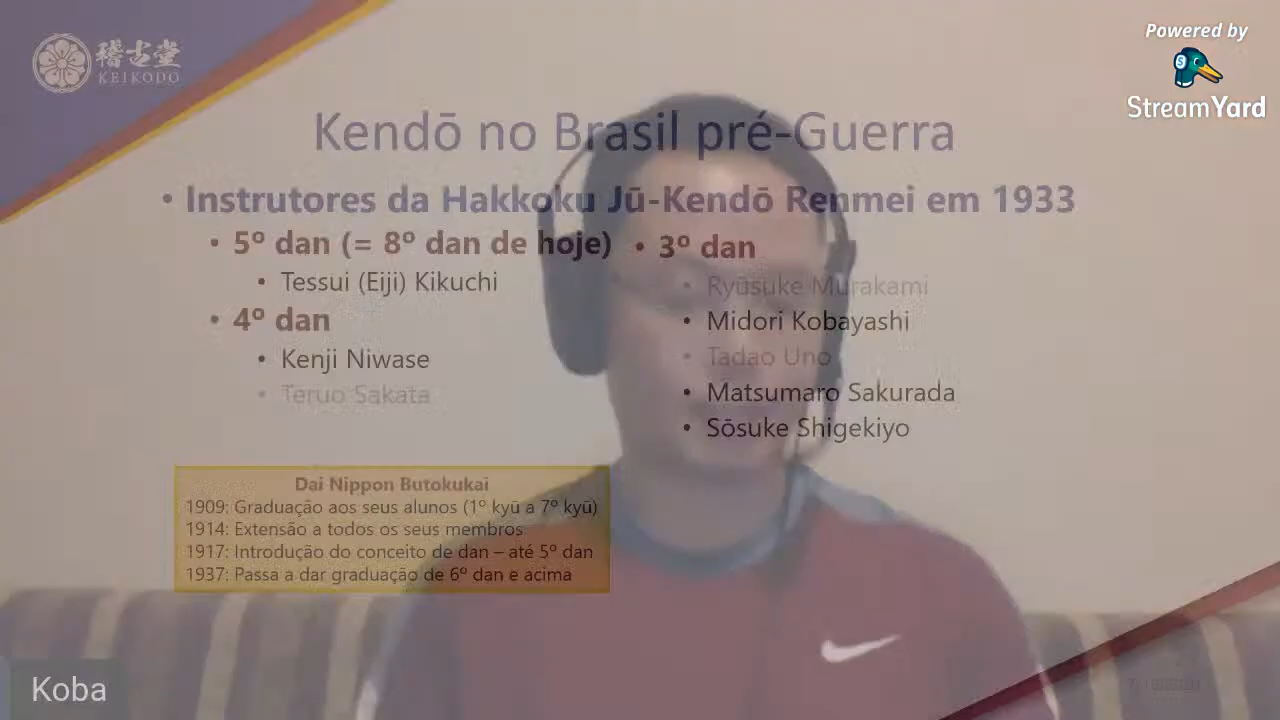 稽古堂
KEIKODŌ
Powered by
StreamYard
Kendō no Brasil pré-Guerra
• Instrutores da Hakkoku Jū-Kendō Renmei em 1933
• 5º dan (= 8º dan de hoje)
• Tessui (Eiji) Kikuchi
• 4º dan
• Kenji Niwase
• Teruo Sakata
• 3º dan
• Ryūsuke Murakami
• Midori Kobayashi
• Tadao Uno
• Matsumaro Sakurada
• Sōsuke Shigekiyo
Dai Nippon Butokukai
1909: Graduação aos seus alunos (1º kyū a 7º kyū)
1914: Extensão a todos os seus membros
1917: Introdução do conceito de dan – até 5º dan
1937: Passa a dar graduação de 6º dan e acima
Koba